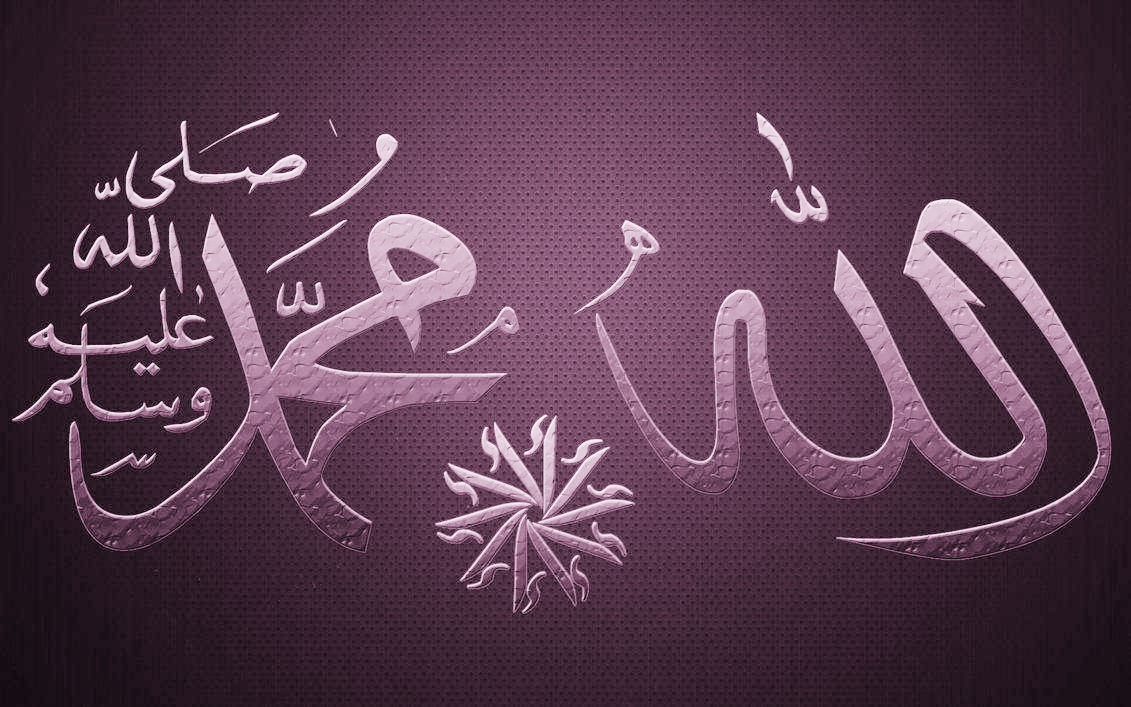 الله
محمد
صلى
الله
عليه
وسلم